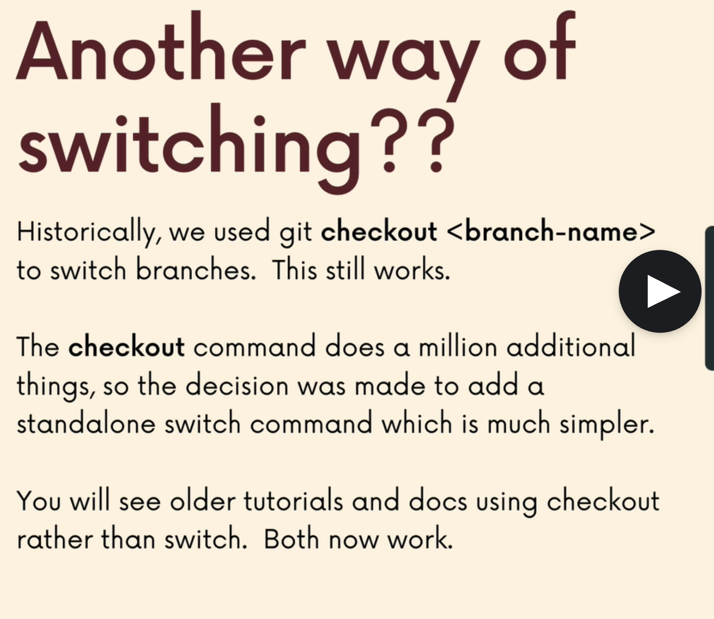 Another way of
switching??
Historically, we used git checkout <branch-name>
to switch branches.  This still works.
The checkout command does a million additional
things, so the decision was made to add a
standalone switch command which is much simpler.
You will see older tutorials and docs using checkout
rather than switch.  Both now work.